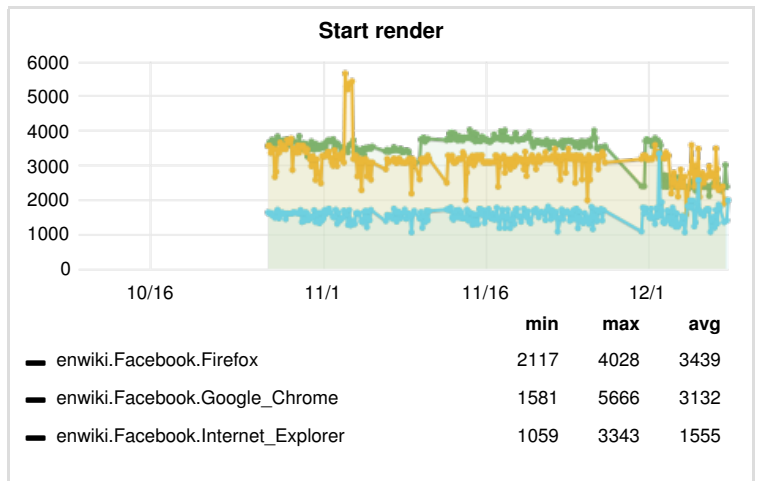 Start render
6000
5000
4000
3000
2000
1000
0
10/16 11/1 11/16 12/1
min max avg
enwiki.Facebook.Firefox 2117 4028 3439
enwiki.Facebook.Google_Chrome 1581 5666 3132
enwiki.Facebook.Internet_Explorer 1059 3343 1555